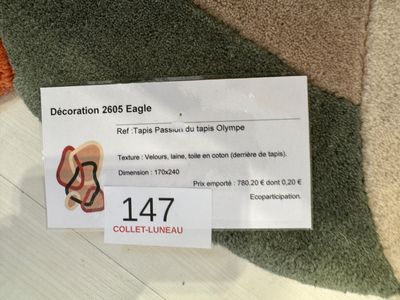 Décoration 2605 Eagle
Ref :Tapis Passion du tapis Olympe
Texture : Velours, laine, toile en coton (derrière de tapis).
Dimension : 170x240
Prix emporté : 780.20 € dont 0,20 €
Ecoparticipation.
147
COLLET-LUNEAU